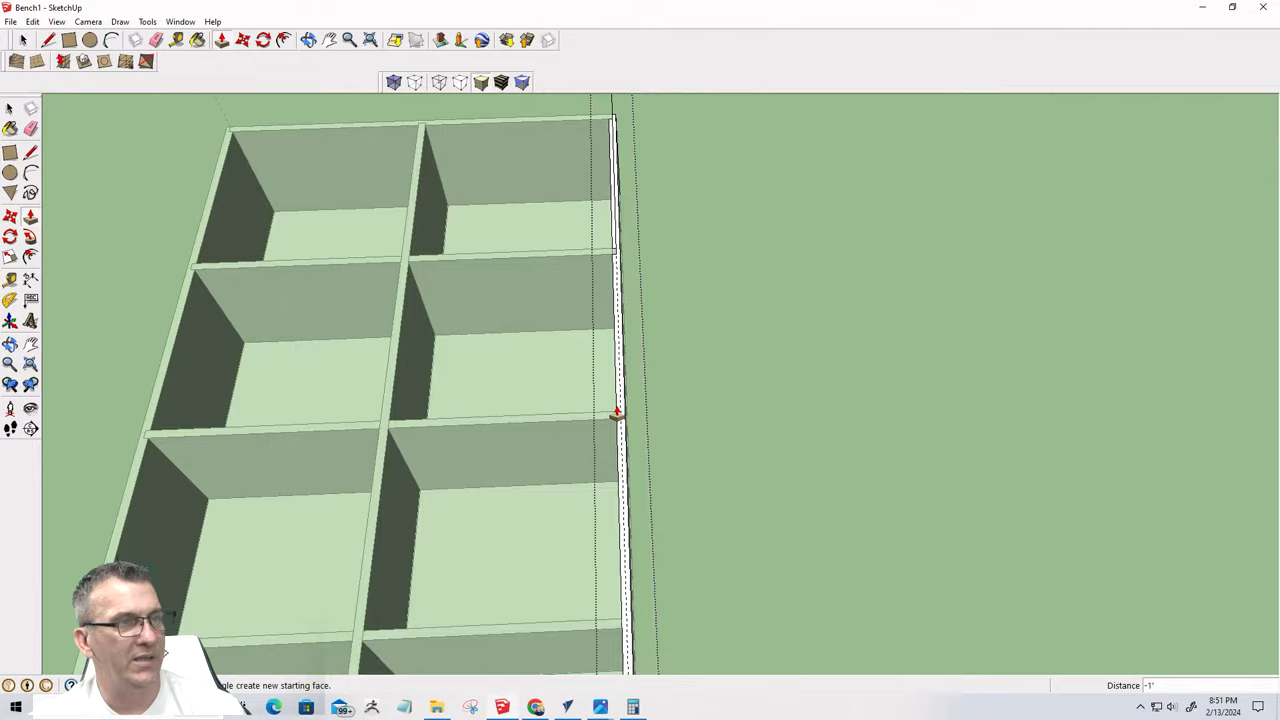 Bench1 - SketchUp
File Edit View Camera Draw Tools Window Help
gle create new starting face.
Distance -1'
99+
8:51 PM
2/13/2024